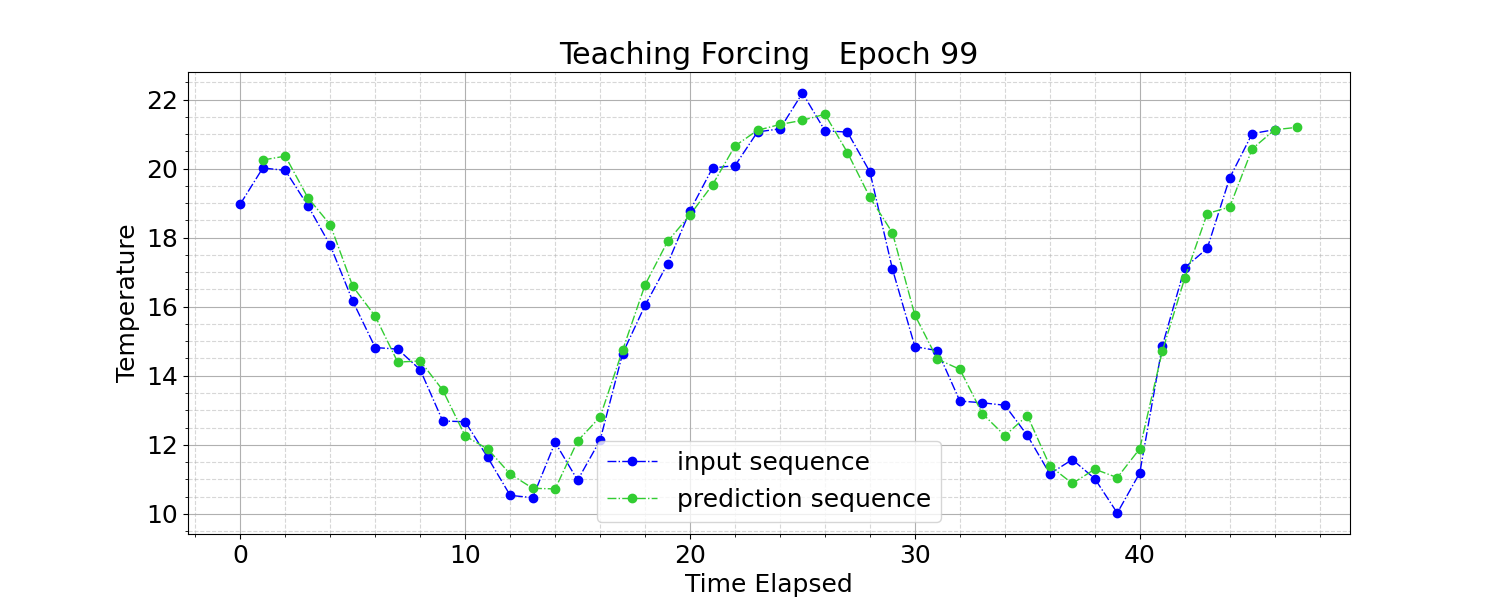 Teaching Forcing   Epoch 99
22
20
18
16
14
12
10
Temperature
input sequence
prediction sequence
0 10 20 30 40
Time Elapsed